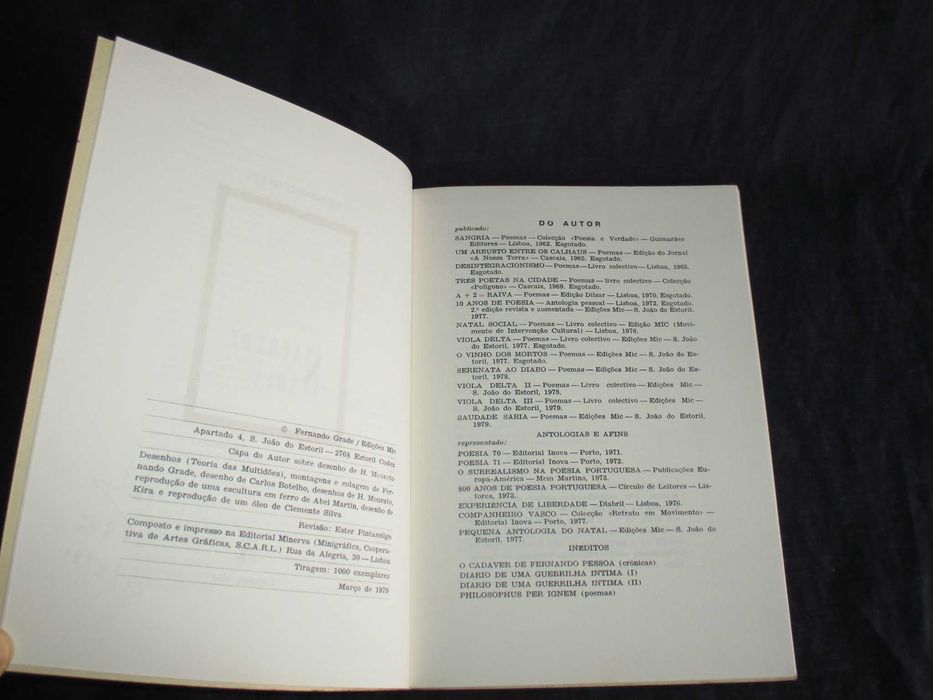 © Fernando Grade / Edições Mic
Apartado 4, S. João do Estoril — 2768 Estoril Codex
Capa do Autor sobre desenho de H. Mourato
Desenhos (Teoria das Multidões), montagens e colagem de Fer-
nando Grade, desenho de Carlos Botelho, desenhos de H. Mourato,
reprodução de uma escultura em ferro de Abel Martin, desenho de
Kira e reprodução de um óleo de Clemente Silva
Revisão: Ester Pintassilgo
Composto e impresso na Editorial Minerva (Minigráfica, Coopera-
tiva de Artes Gráficas, S.C.A.R.L.) Rua da Alegria, 30 — Lisboa
Tiragem: 1000 exemplares
Março de 1979
DO AUTOR
publicado:
SANGRIA — Poemas — Colecção «Poesia e Verdade» — Guimarães
Editores — Lisboa, 1962. Esgotado.
UM ARBUSTO ENTRE OS CALHAUS — Poemas — Edição do Jornal
«A Nossa Terra» — Cascais, 1965. Esgotado.
DESINTEGRACIONISMO — Poemas — Livro colectivo — Lisboa, 1965.
Esgotado.
TRES POETAS NA CIDADE — Poemas — livro colectivo — Colecção
«Polígono» — Cascais, 1969. Esgotado.
A + 2 = RAIVA — Poemas — Edição Dilsar — Lisboa, 1970. Esgotado.
10 ANOS DE POESIA — Antologia pessoal — Lisboa, 1972. Esgotado.
2.ª edição revista e aumentada — Edições Mic — S. João do Estoril.
1977.
NATAL SOCIAL — Poemas — Livro colectivo — Edição MIC (Movi-
mento de Intervenção Cultural) — Lisboa, 1976.
VIOLA DELTA — Poemas — Livro colectivo — Edições Mic — S. João
do Estoril, 1977. Esgotado.
O VINHO DOS MORTOS — Poemas — Edições Mic — S. João do Es-
toril, 1977. Esgotado.
SERENATA AO DIABO — Poemas — Edições Mic — S. João do Es-
toril, 1978.
VIOLA DELTA II — Poemas — Livro colectivo — Edições Mic —
S. João do Estoril, 1978.
VIOLA DELTA III — Poemas — Livro colectivo — Edições Mic —
S. João do Estoril, 1979.
SAUDADE SABIA — Poemas — Edições Mic — S. João do Estoril,
1979.
ANTOLOGIAS E AFINS
representado:
POESIA 70 — Editorial Inova — Porto, 1971.
POESIA 71 — Editorial Inova — Porto, 1972.
O SURREALISMO NA POESIA PORTUGUESA — Publicações Eu-
ropa-América — Mem Martins, 1973.
800 ANOS DE POESIA PORTUGUESA — Círculo de Leitores — Lis-
tores, 1973.
EXPERIENCIA DE LIBERDADE — Diabril — Lisboa, 1976.
COMPANHEIRO VASCO — Colecção «Retrato em Movimento» —
Editorial Inova — Porto, 1977.
PEQUENA ANTOLOGIA DO NATAL — Edições Mic — S. João do
Estoril, 1977.
INEDITOS
O CADAVER DE FERNANDO PESSOA (crónicas)
DIARIO DE UMA GUERRILHA INTIMA (I)
DIARIO DE UMA GUERRILHA INTIMA (II)
PHILOSOPHUS PER IGNEM (poemas)